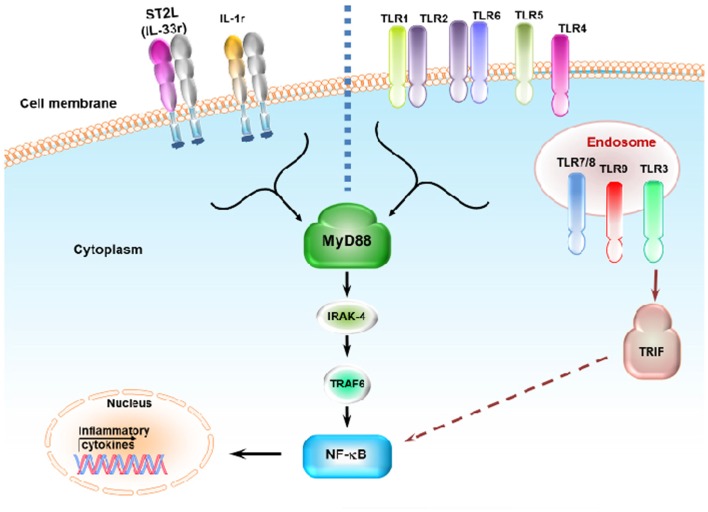 ST2L
(IL-33r)
IL-1r
TLR1
TLR2
TLR6
TLR5
TLR4
Cell membrane
Endosome
TLR7/8
TLR9
TLR3
MyD88
Cytoplasm
IRAK-4
TRIF
TRAF6
Nucleus
Inflammatory
cytokines
NF-κB